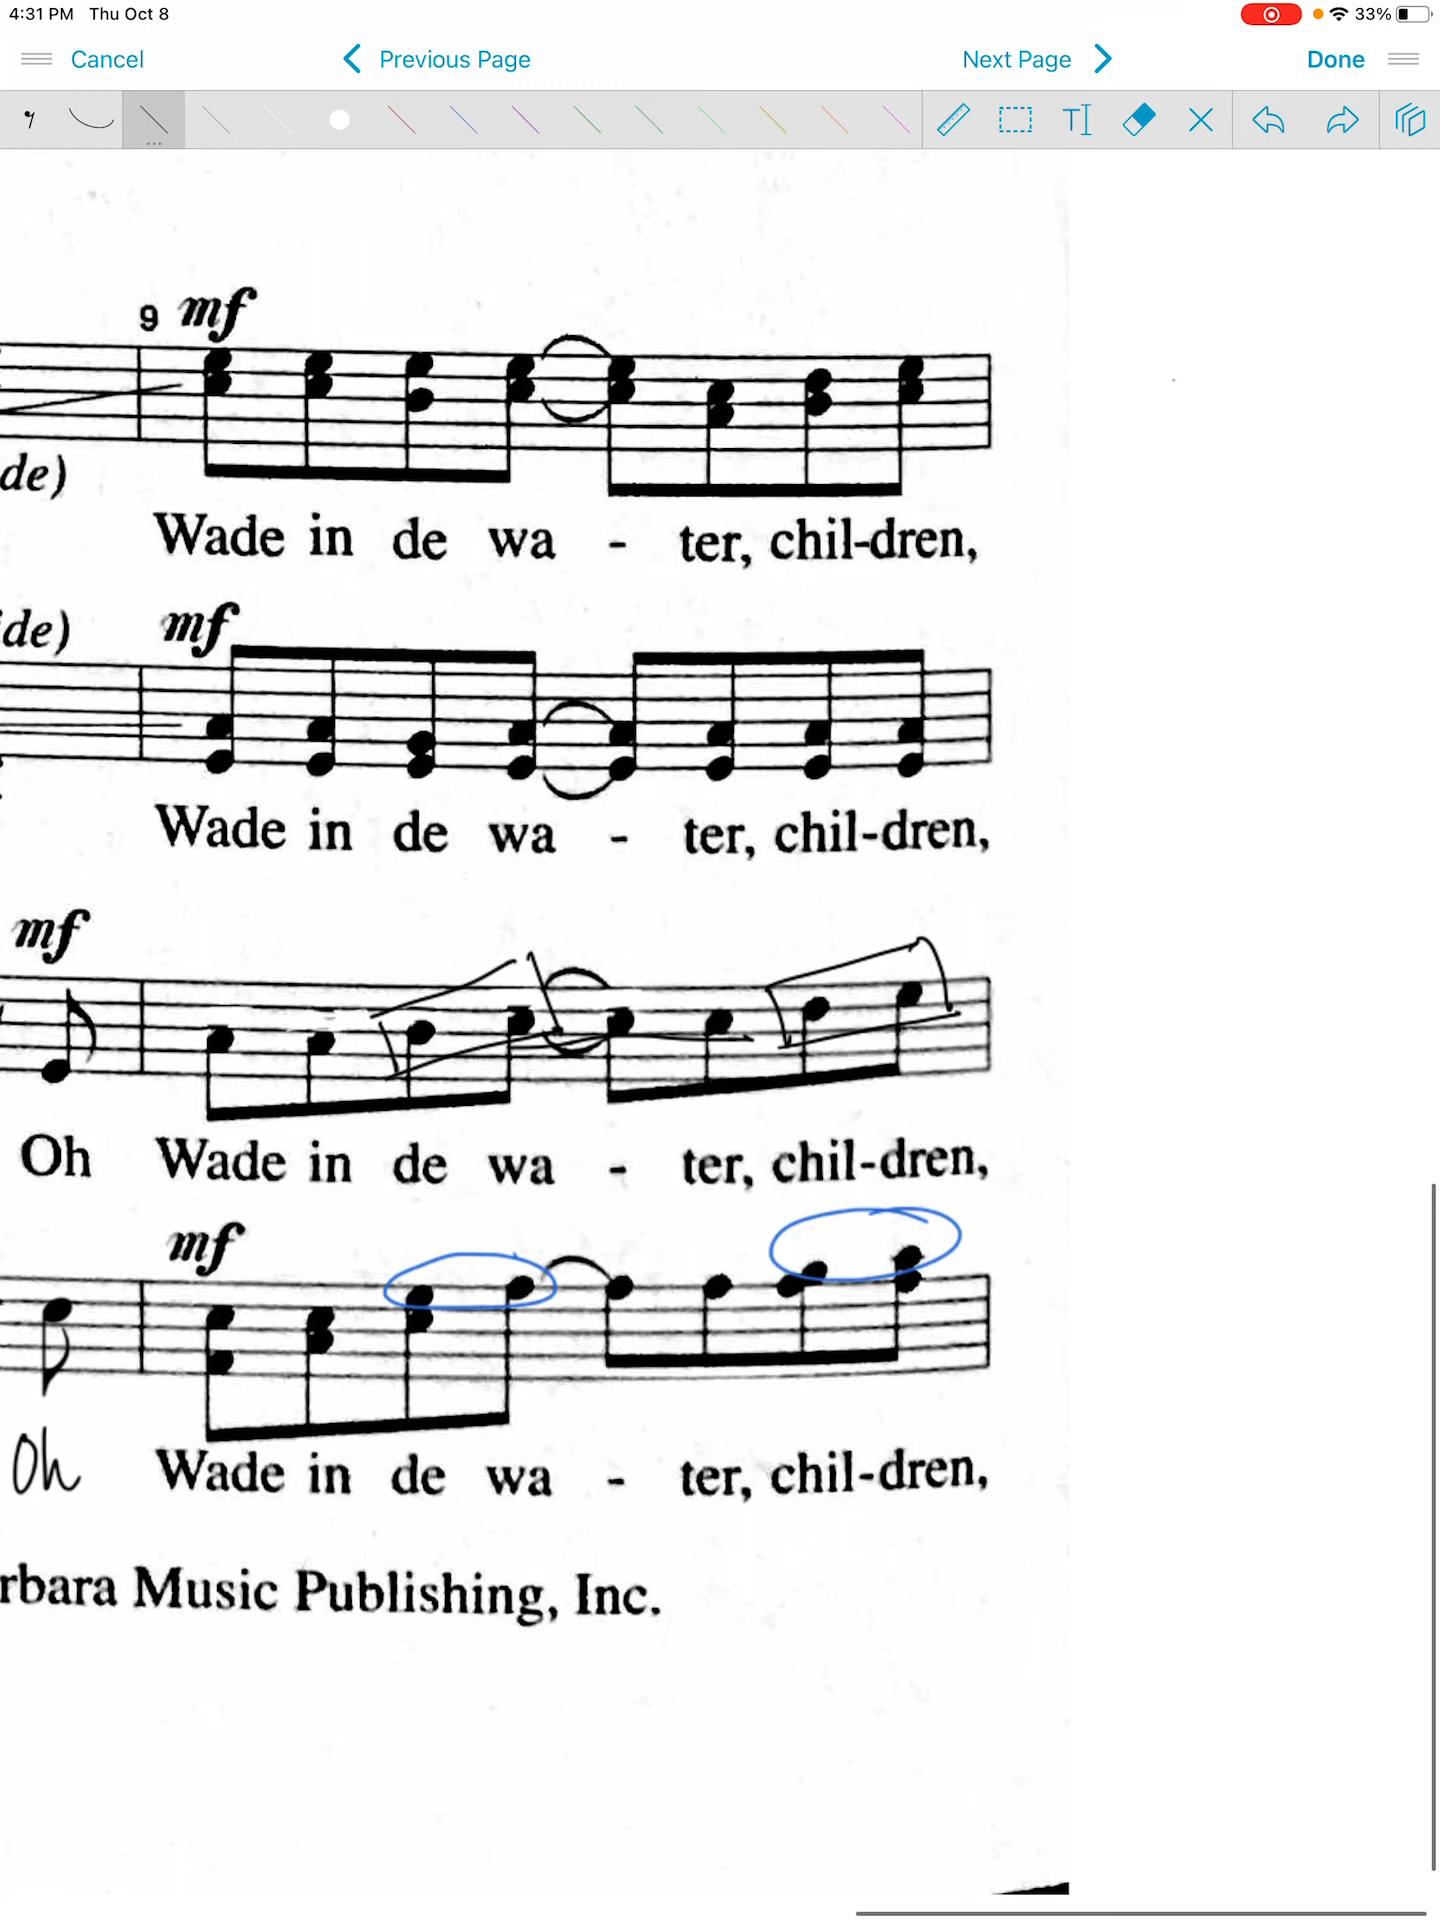 4:31 PM Thu Oct 8 33%
Cancel Previous Page Next Page Done
T
9 mf
de)
Wade in de wa - ter, chil-dren,
de) mf
Wade in de wa - ter, chil-dren,
mf
Oh Wade in de wa - ter, chil-dren,
mf
Oh Wade in de wa - ter, chil-dren,
rbara Music Publishing, Inc.